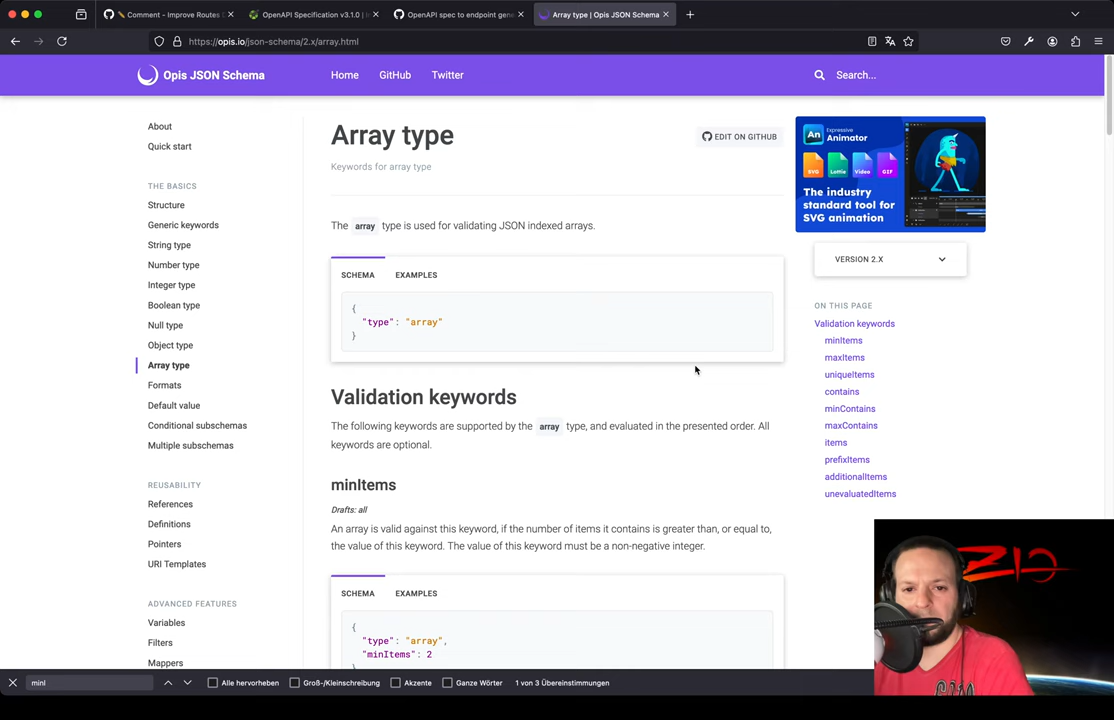 ✏️ Comment - Improve Routes
OpenAPI Specification v3.1.0 | I
OpenAPI spec to endpoint gene
Array type | Opis JSON Schema
https://opis.io/json-schema/2.x/array.html
Opis JSON Schema
Home
GitHub
Twitter
Search...
About
Quick start
THE BASICS
Structure
Generic keywords
String type
Number type
Integer type
Boolean type
Null type
Object type
Array type
Formats
Default value
Conditional subschemas
Multiple subschemas
REUSABILITY
References
Definitions
Pointers
URI Templates
ADVANCED FEATURES
Variables
Filters
Mappers
Array type
EDIT ON GITHUB
Keywords for array type
The array type is used for validating JSON indexed arrays.
SCHEMA EXAMPLES
{
"type": "array"
}
Validation keywords
The following keywords are supported by the array type, and evaluated in the presented order. All
keywords are optional.
minItems
Drafts: all
An array is valid against this keyword, if the number of items it contains is greater than, or equal to,
the value of this keyword. The value of this keyword must be a non-negative integer.
SCHEMA EXAMPLES
{
"type": "array",
"minItems": 2
}
An Expressive
Animator
SVG Lottie Video GIF
The industry
standard tool for
SVG animation
VERSION 2.X
ON THIS PAGE
Validation keywords
minItems
maxItems
uniqueItems
contains
minContains
maxContains
items
prefixItems
additionalItems
unevaluatedItems
ZIO
minI
Alle hervorheben
Groß-/Kleinschreibung
Akzente
Ganze Wörter
1 von 3 Übereinstimmungen